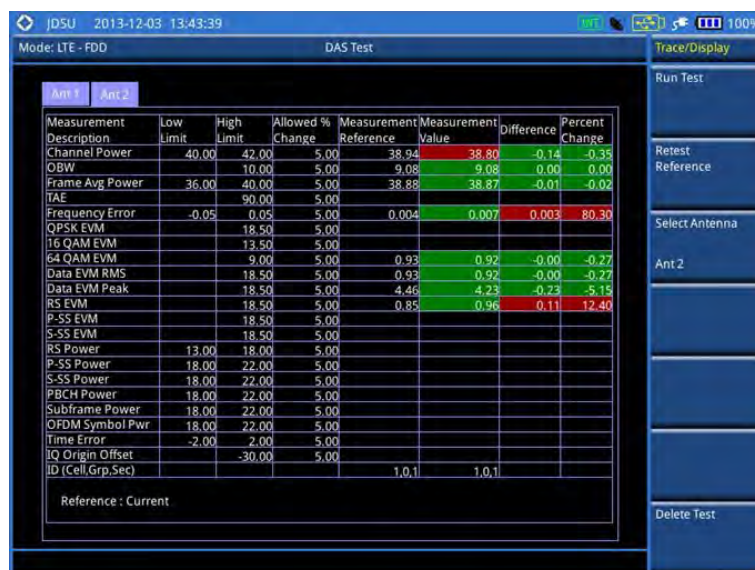 JDSU 2013-12-03 13:43:39 INT 100%
Mode: LTE - FDD DAS Test Trace/Display
Ant 1 Ant 2
Measurement Description Low Limit High Limit Allowed % Change Measurement Reference Measurement Value Difference Percent Change
Channel Power 40.00 42.00 5.00 38.94 38.80 -0.14 -0.35
OBW 10.00 5.00 9.08 9.08 0.00 0.00
Frame Avg Power 36.00 40.00 5.00 38.88 38.87 -0.01 -0.02
TAE 90.00 5.00
Frequency Error -0.05 0.05 5.00 0.004 0.007 0.003 80.30
QPSK EVM 18.50 5.00
16 QAM EVM 13.50 5.00
64 QAM EVM 9.00 5.00 0.93 0.92 -0.00 -0.27
Data EVM RMS 18.50 5.00 0.93 0.92 -0.00 -0.27
Data EVM Peak 18.50 5.00 4.46 4.23 -0.23 -5.15
RS EVM 18.50 5.00 0.85 0.96 0.11 12.40
P-SS EVM 18.50 5.00
S-SS EVM 18.50 5.00
RS Power 13.00 18.00 5.00
P-SS Power 18.00 22.00 5.00
S-SS Power 18.00 22.00 5.00
PBCH Power 18.00 22.00 5.00
Subframe Power 18.00 22.00 5.00
OFDM Symbol Pwr 18.00 22.00 5.00
Time Error -2.00 2.00 5.00
IQ Origin Offset -30.00 5.00
ID (Cell,Grp,Sec) 1,0,1 1,0,1
Reference : Current
Run Test
Retest
Reference
Select Antenna
Ant 2
Delete Test